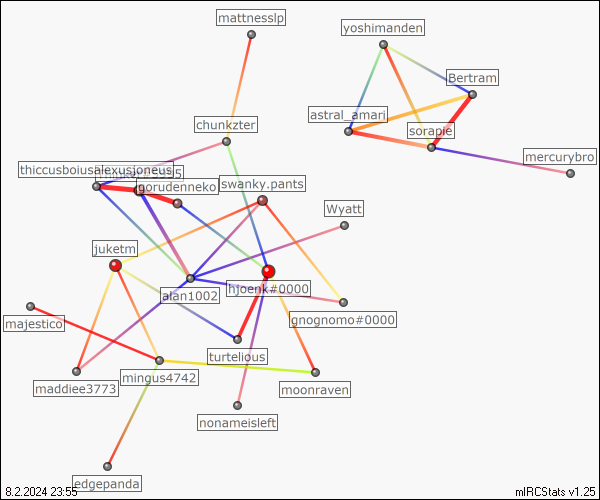 mattnesslp
yoshimanden
Bertram
astral_amari
chunkzter
sorapie
mercurybro
thiccusboiusalexusjoneus
gorudenneko
swanky.pants
Wyatt
juketm
alan1002
hjoenk#0000
gnognomo#0000
majestico
turtelious
maddiee3773
mingus4742
moonraven
nonameisleft
edgepanda
8.2.2024 23:55
mIRCStats v1.25